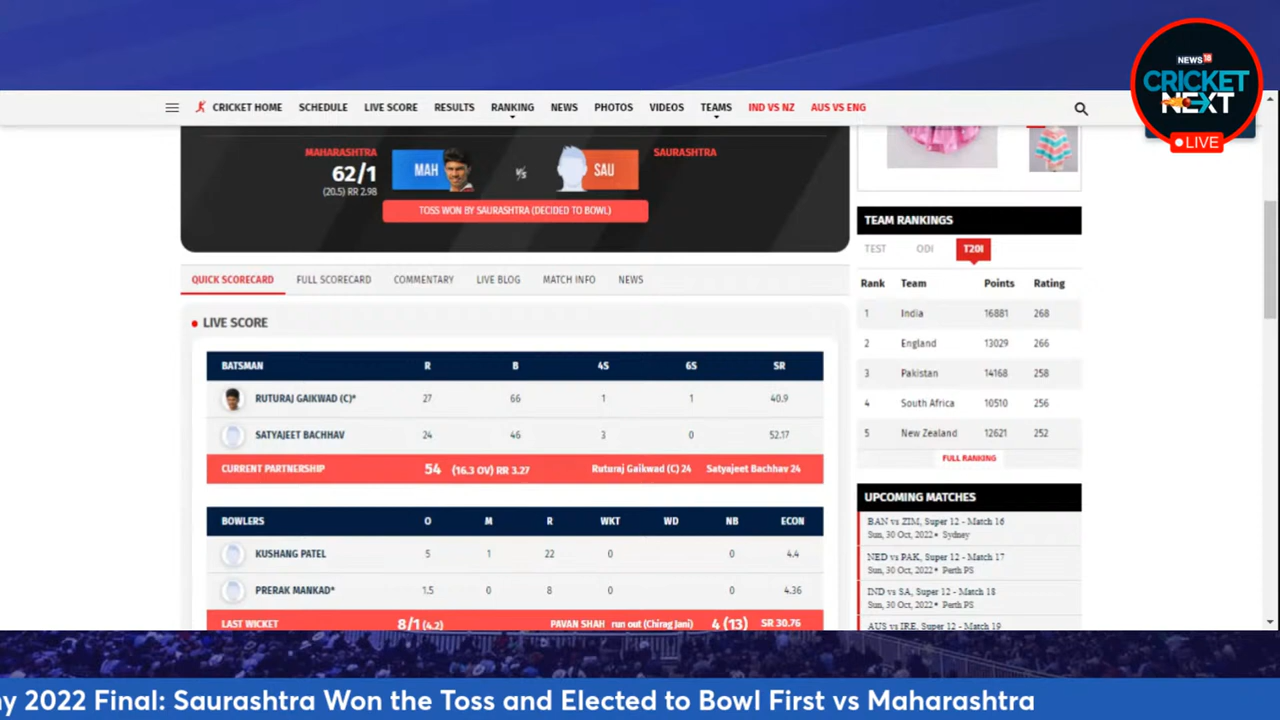 NEWS 18
CRICKET
NEXT
LIVE
CRICKET HOME SCHEDULE LIVE SCORE RESULTS RANKING NEWS PHOTOS VIDEOS TEAMS IND VS NZ AUS VS ENG
MAHARASHTRA
62/1
(20.5) RR 2.98
MAH
V/S
SAU
SAURASHTRA
TOSS WON BY SAURASHTRA (DECIDED TO BOWL)
QUICK SCORECARD FULL SCORECARD COMMENTARY LIVE BLOG MATCH INFO NEWS
LIVE SCORE
BATSMAN R B 4S 6S SR
RUTURAJ GAIKWAD (C)* 27 66 1 1 40.9
SATYAJEET BACHHAV 24 46 3 0 52.17
CURRENT PARTNERSHIP 54 (16.3 OV) RR 3.27 Ruturaj Gaikwad (C) 24 Satyajeet Bachhav 24
BOWLERS O M R WKT WD NB ECON
KUSHANG PATEL 5 1 22 0 0 4.4
PRERAK MANKAD* 1.5 0 8 0 0 4.36
LAST WICKET 8/1 (4.2) PAVAN SHAH run out (Chirag Jani) 4 (13) SR 30.76
TEAM RANKINGS
TEST ODI T20I
Rank Team Points Rating
1 India 16881 268
2 England 13029 266
3 Pakistan 14168 258
4 South Africa 10510 256
5 New Zealand 12621 252
FULL RANKING
UPCOMING MATCHES
BAN vs ZIM, Super 12 - Match 16
Sun, 30 Oct, 2022 • Sydney
NED vs PAK, Super 12 - Match 17
Sun, 30 Oct, 2022 • Perth PS
IND vs SA, Super 12 - Match 18
Sun, 30 Oct, 2022 • Perth PS
AUS vs IRE, Super 12 - Match 19
y 2022 Final: Saurashtra Won the Toss and Elected to Bowl First vs Maharashtra